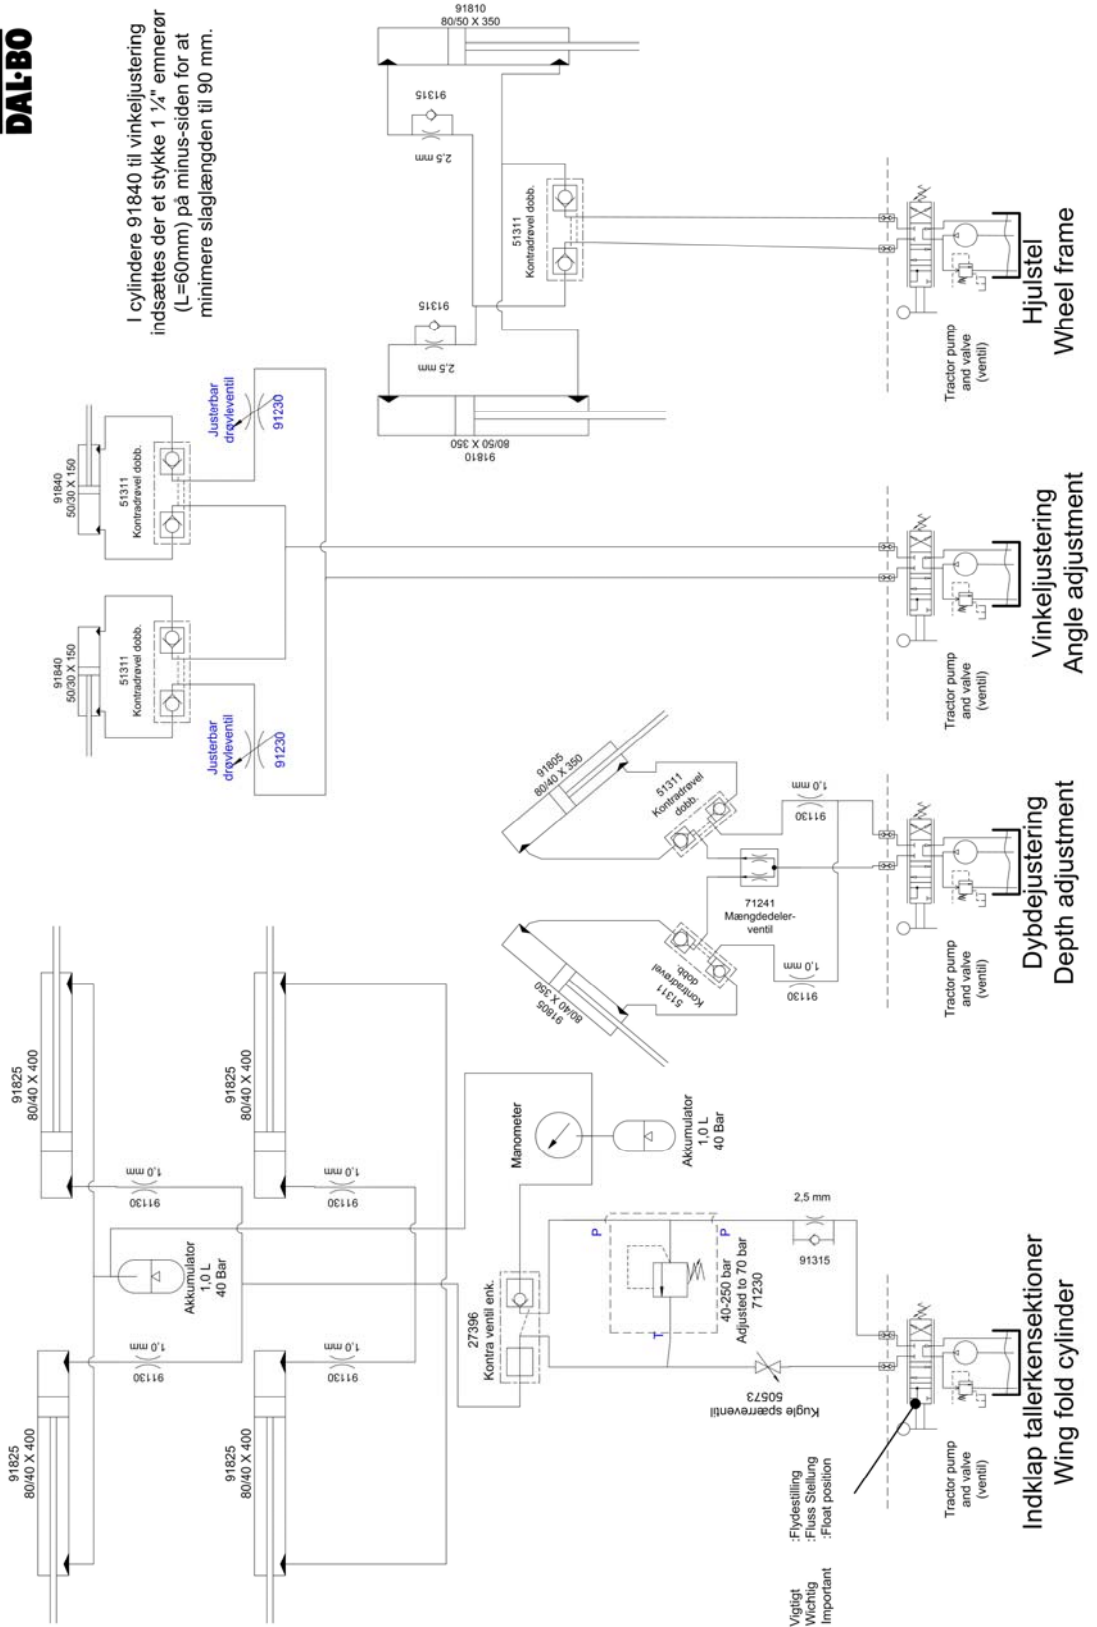 DAL-BO
I cylindere 91840 til vinkeljustering
indsættes der et stykke 1 ¼" emnerør
(L=60mm) på minus-siden for at
minimere slaglængden til 90 mm.
91825
80/40 X 400
91825
80/40 X 400
1,0 mm
91130
1,0 mm
91130
Akkumulator
1,0 L
40 Bar
91825
80/40 X 400
91825
80/40 X 400
1,0 mm
91130
1,0 mm
91130
27396
Kontra ventil enk.
Manometer
Akkumulator
1,0 L
40 Bar
P
P
T
40-250 bar
Adjusted to 70 bar
71230
2,5 mm
91315
50573
Kugle spærreventil
Vigtigt :Flydestilling
Wichtig :Fluss Stellung
Important :Float position
Tractor pump
and valve
(ventil)
Indklap tallerkensektioner
Wing fold cylinder
91805
80/40 X 350
91805
80/40 X 350
51311
Kontradrøvel
dobb.
51311
Kontradrøvel
dobb.
71241
Mængdedeler-
ventil
1,0 mm
91130
1,0 mm
91130
Tractor pump
and valve
(ventil)
Dybdejustering
Depth adjustment
91840
50/30 X 150
91840
50/30 X 150
51311
Kontradrøvel dobb.
51311
Kontradrøvel dobb.
Justerbar
drøvleventil
91230
Justerbar
drøvleventil
91230
Tractor pump
and valve
(ventil)
Vinkeljustering
Angle adjustment
91810
80/50 X 350
91810
80/50 X 350
91315
2,5 mm
91315
2,5 mm
51311
Kontradrøvel dobb.
Tractor pump
and valve
(ventil)
Hjulstel
Wheel frame